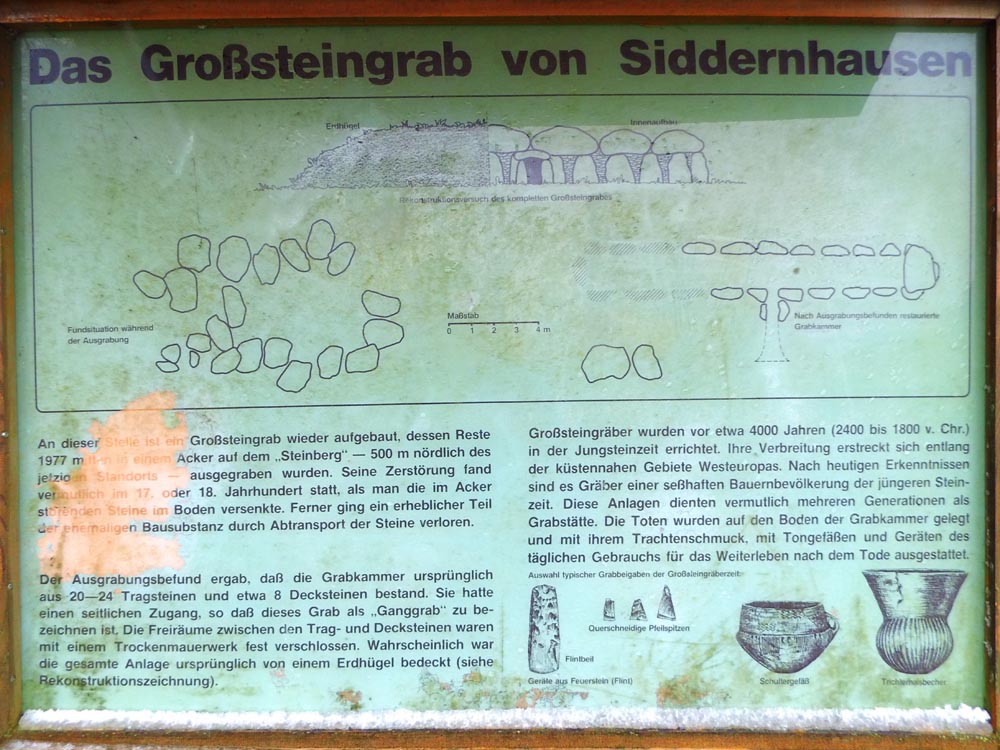 Das Großsteingrab von Siddernhausen
Erdhügel
Innenaufbau
Rekonstruktionsversuch des kompletten Großsteingrabes
Fundsituation während
der Ausgrabung
Maßstab
0 1 2 3 4 m
Nach Ausgrabungsbefunden restaurierte
Grabkammer
An dieser Stelle ist ein Großsteingrab wieder aufgebaut, dessen Reste
1977 mitten in einem Acker auf dem „Steinberg" — 500 m nördlich des
jetzigen Standorts — ausgegraben wurden. Seine Zerstörung fand
vermutlich im 17. oder 18. Jahrhundert statt, als man die im Acker
störenden Steine im Boden versenkte. Ferner ging ein erheblicher Teil
der ehemaligen Bausubstanz durch Abtransport der Steine verloren.
Der Ausgrabungsbefund ergab, daß die Grabkammer ursprünglich
aus 20—24 Tragsteinen und etwa 8 Decksteinen bestand. Sie hatte
einen seitlichen Zugang, so daß dieses Grab als „Ganggrab" zu be-
zeichnen ist. Die Freiräume zwischen den Trag- und Decksteinen waren
mit einem Trockenmauerwerk fest verschlossen. Wahrscheinlich war
die gesamte Anlage ursprünglich von einem Erdhügel bedeckt (siehe
Rekonstruktionszeichnung).
Großsteingräber wurden vor etwa 4000 Jahren (2400 bis 1800 v. Chr.)
in der Jungsteinzeit errichtet. Ihre Verbreitung erstreckt sich entlang
der küstennahen Gebiete Westeuropas. Nach heutigen Erkenntnissen
sind es Gräber einer seßhaften Bauernbevölkerung der jüngeren Stein-
zeit. Diese Anlagen dienten vermutlich mehreren Generationen als
Grabstätte. Die Toten wurden auf den Boden der Grabkammer gelegt
und mit ihrem Trachtenschmuck, mit Tongefäßen und Geräten des
täglichen Gebrauchs für das Weiterleben nach dem Tode ausgestattet.
Auswahl typischer Grabbeigaben der Großsteingräberzeit:
Querschneidige Pfeilspitzen
Flintbeil
Geräte aus Feuerstein (Flint)
Schultergefäß
Trichterhalsbecher